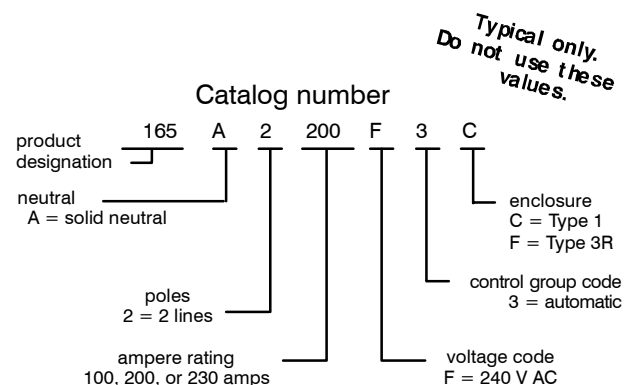 Typical only.
Do not use these
values.
Catalog number
165 A 2 200 F 3 C
product
designation
neutral
A = solid neutral
enclosure
C = Type 1
F = Type 3R
control group code
3 = automatic
poles
2 = 2 lines
ampere rating
100, 200, or 230 amps
voltage code
F = 240 V AC